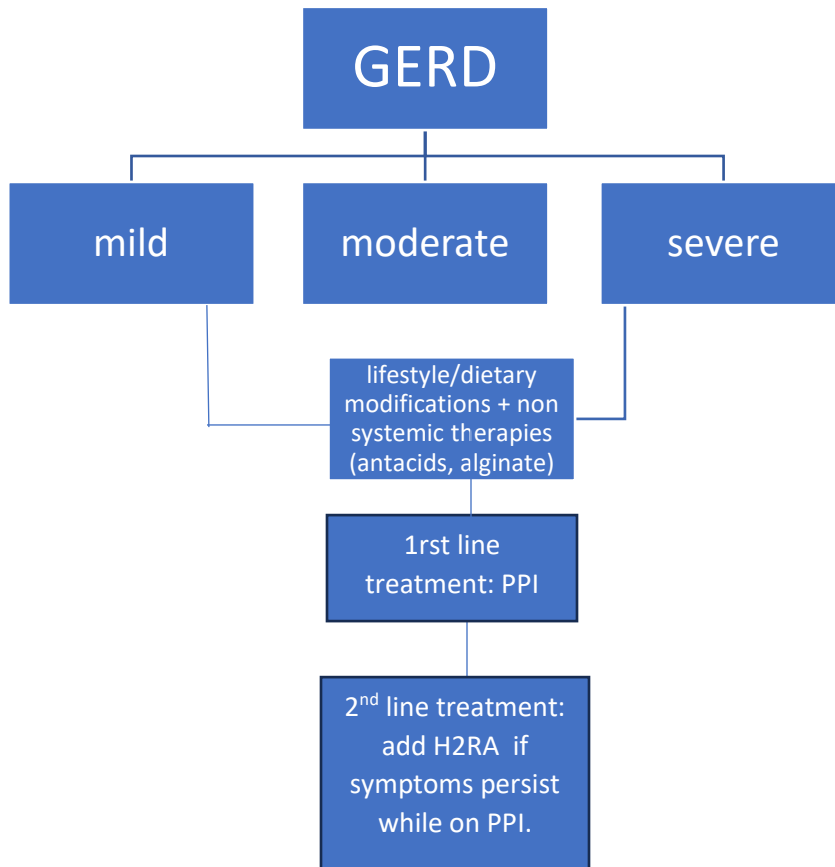 GERD
mild
moderate
severe
lifestyle/dietary
modifications + non
systemic therapies
(antacids, alginate)
1rst line
treatment: PPI
2nd line treatment:
add H2RA  if
symptoms persist
while on PPI.